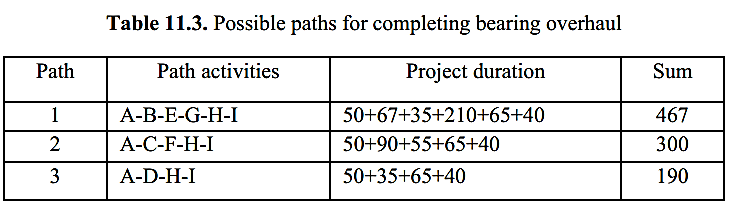 Table 11.3. Possible paths for completing bearing overhaul
Path Path activities Project duration Sum
1 A-B-E-G-H-I 50+67+35+210+65+40 467
2 A-C-F-H-I 50+90+55+65+40 300
3 A-D-H-I 50+35+65+40 190